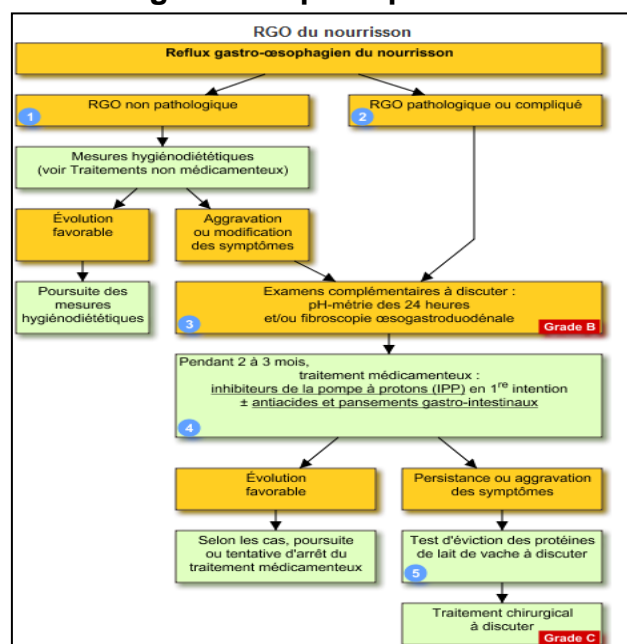 RGO du nourrisson
Reflux gastro-œsophagien du nourrisson
RGO non pathologique
1
RGO pathologique ou compliqué
2
Mesures hygiénodiététiques
(voir Traitements non médicamenteux)
Évolution
favorable
Aggravation
ou modification
des symptômes
Poursuite des
mesures
hygiénodiététiques
Examens complémentaires à discuter :
pH-métrie des 24 heures
et/ou fibroscopie œsogastroduodénale
3
Grade B
Pendant 2 à 3 mois,
traitement médicamenteux :
inhibiteurs de la pompe à protons (IPP) en 1re intention
± antiacides et pansements gastro-intestinaux
4
Évolution
favorable
Persistance ou aggravation
des symptômes
Selon les cas, poursuite
ou tentative d'arrêt du
traitement médicamenteux
Test d'éviction des protéines
de lait de vache à discuter
5
Traitement chirurgical
à discuter
Grade C